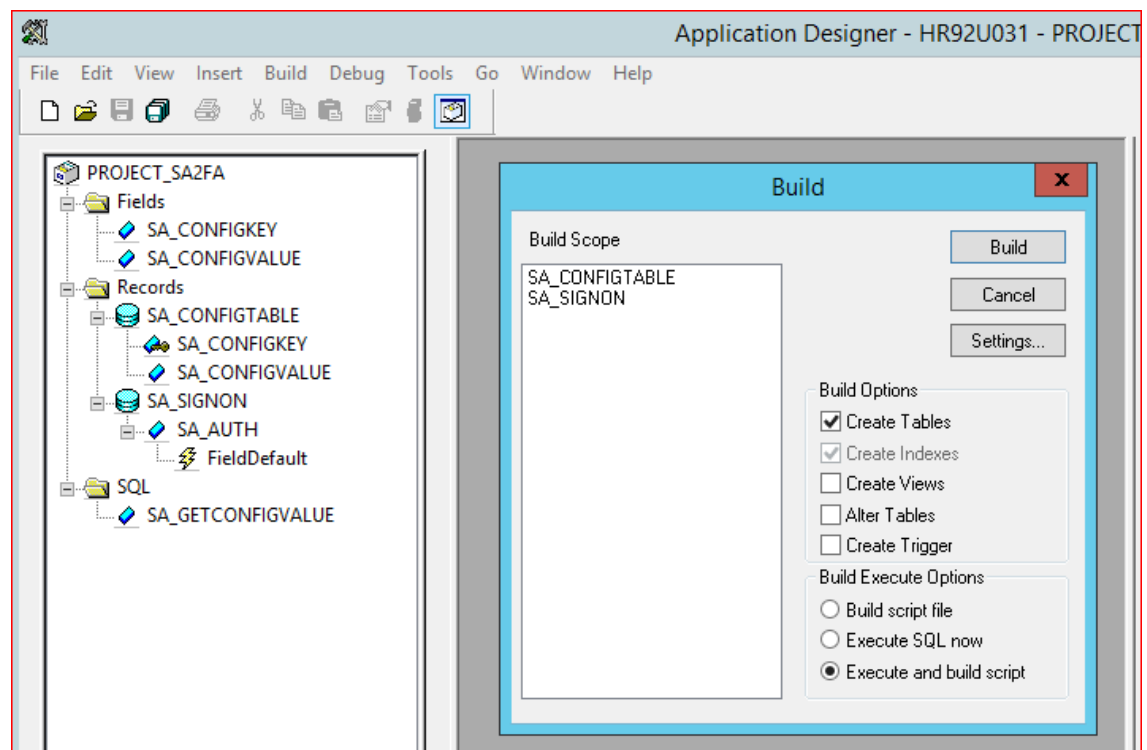 Application Designer - HR92U031 - PROJECT
File Edit View Insert Build Debug Tools Go Window Help
PROJECT_SA2FA
Fields
SA_CONFIGKEY
SA_CONFIGVALUE
Records
SA_CONFIGTABLE
SA_CONFIGKEY
SA_CONFIGVALUE
SA_SIGNON
SA_AUTH
FieldDefault
SQL
SA_GETCONFIGVALUE
Build
x
Build Scope
SA_CONFIGTABLE
SA_SIGNON
Build
Cancel
Settings...
Build Options
Create Tables
Create Indexes
Create Views
Alter Tables
Create Trigger
Build Execute Options
Build script file
Execute SQL now
Execute and build script